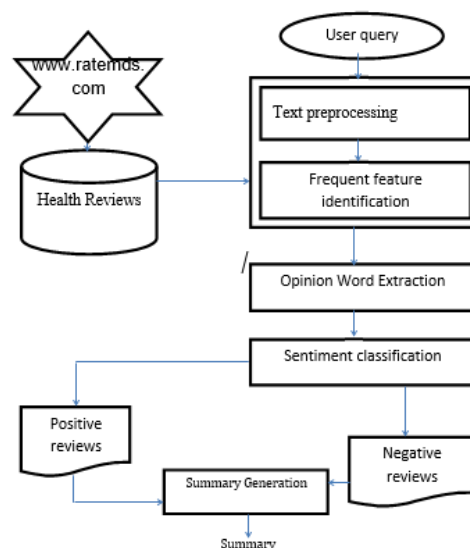 User query
www.ratemds.
com
Text preprocessing
Health Reviews
Frequent feature
identification
/
Opinion Word Extraction
Sentiment classification
Positive
reviews
Negative
reviews
Summary Generation
Summary